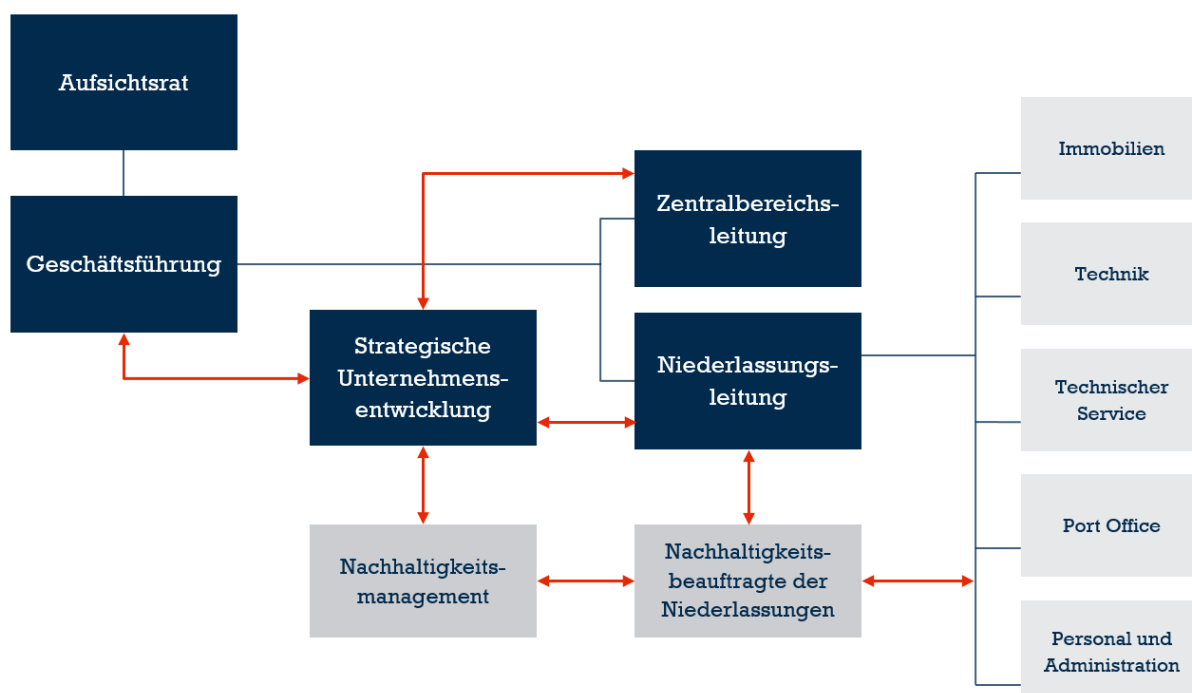 Aufsichtsrat
Geschäftsführung
Zentralbereichs-
leitung
Strategische
Unternehmens-
entwicklung
Niederlassungs-
leitung
Nachhaltigkeits-
management
Nachhaltigkeits-
beauftragte der
Niederlassungen
Immobilien
Technik
Technischer
Service
Port Office
Personal und
Administration